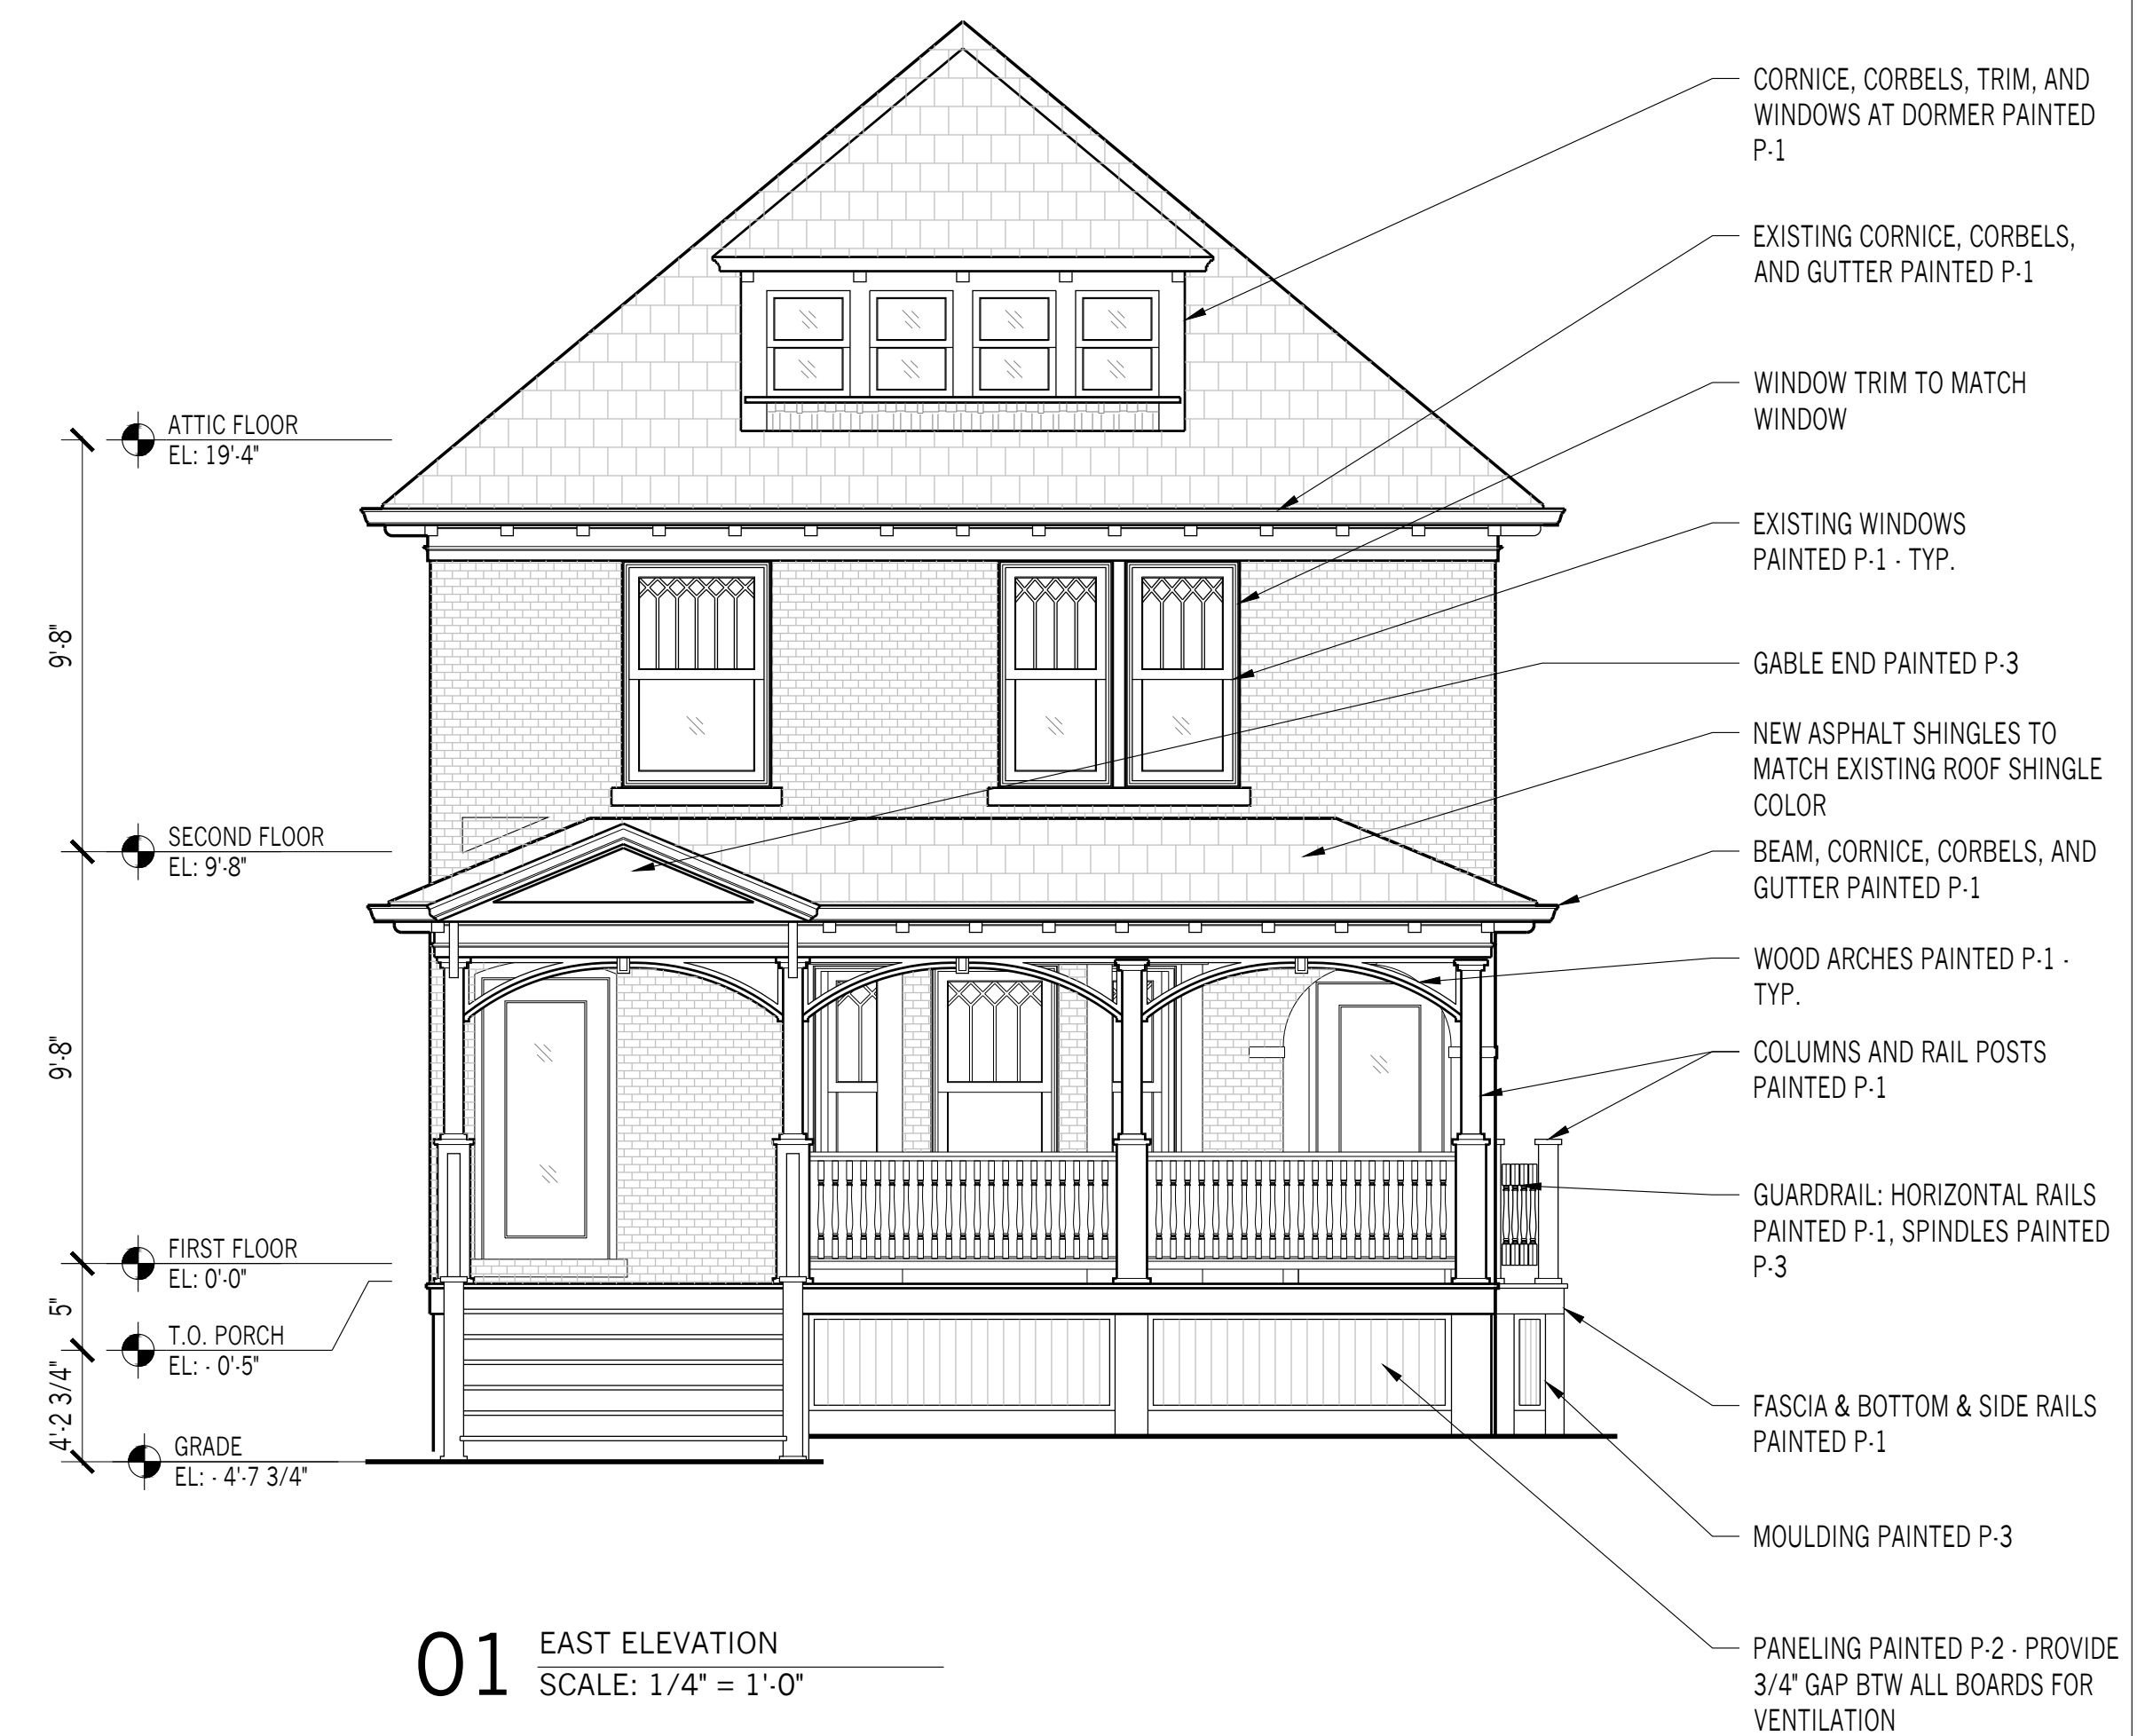 CORNICE, CORBELS, TRIM, AND
WINDOWS AT DORMER PAINTED
P-1
EXISTING CORNICE, CORBELS,
AND GUTTER PAINTED P-1
WINDOW TRIM TO MATCH
WINDOW
EXISTING WINDOWS
PAINTED P-1 - TYP.
GABLE END PAINTED P-3
NEW ASPHALT SHINGLES TO
MATCH EXISTING ROOF SHINGLE
COLOR
BEAM, CORNICE, CORBELS, AND
GUTTER PAINTED P-1
WOOD ARCHES PAINTED P-1 -
TYP.
COLUMNS AND RAIL POSTS
PAINTED P-1
GUARDRAIL: HORIZONTAL RAILS
PAINTED P-1, SPINDLES PAINTED
P-3
FASCIA & BOTTOM & SIDE RAILS
PAINTED P-1
MOULDING PAINTED P-3
PANELING PAINTED P-2 - PROVIDE
3/4" GAP BTW ALL BOARDS FOR
VENTILATION
ATTIC FLOOR
EL: 19'-4"
9'-8"
SECOND FLOOR
EL: 9'-8"
9'-8"
FIRST FLOOR
EL: 0'-0"
5"
T.O. PORCH
EL: - 0'-5"
4'-2 3/4"
GRADE
EL: - 4'-7 3/4"
01
EAST ELEVATION
SCALE: 1/4" = 1'-0"